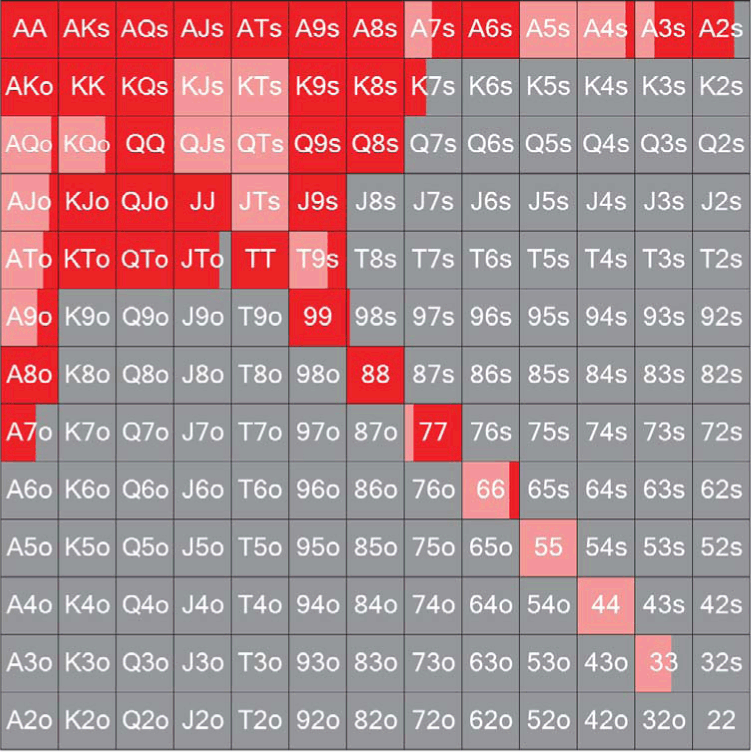 AA AKs AQs AJs ATs A9s A8s A7s A6s A5s A4s A3s A2s
AKo KK KQs KJs KTs K9s K8s K7s K6s K5s K4s K3s K2s
AQo KQo QQ QJs QTs Q9s Q8s Q7s Q6s Q5s Q4s Q3s Q2s
AJo KJo QJo JJ JTs J9s J8s J7s J6s J5s J4s J3s J2s
ATo KTo QTo JTo TT T9s T8s T7s T6s T5s T4s T3s T2s
A9o K9o Q9o J9o T9o 99 98s 97s 96s 95s 94s 93s 92s
A8o K8o Q8o J8o T8o 98o 88 87s 86s 85s 84s 83s 82s
A7o K7o Q7o J7o T7o 97o 87o 77 76s 75s 74s 73s 72s
A6o K6o Q6o J6o T6o 96o 86o 76o 66 65s 64s 63s 62s
A5o K5o Q5o J5o T5o 95o 85o 75o 65o 55 54s 53s 52s
A4o K4o Q4o J4o T4o 94o 84o 74o 64o 54o 44 43s 42s
A3o K3o Q3o J3o T3o 93o 83o 73o 63o 53o 43o 33 32s
A2o K2o Q2o J2o T2o 92o 82o 72o 62o 52o 42o 32o 22